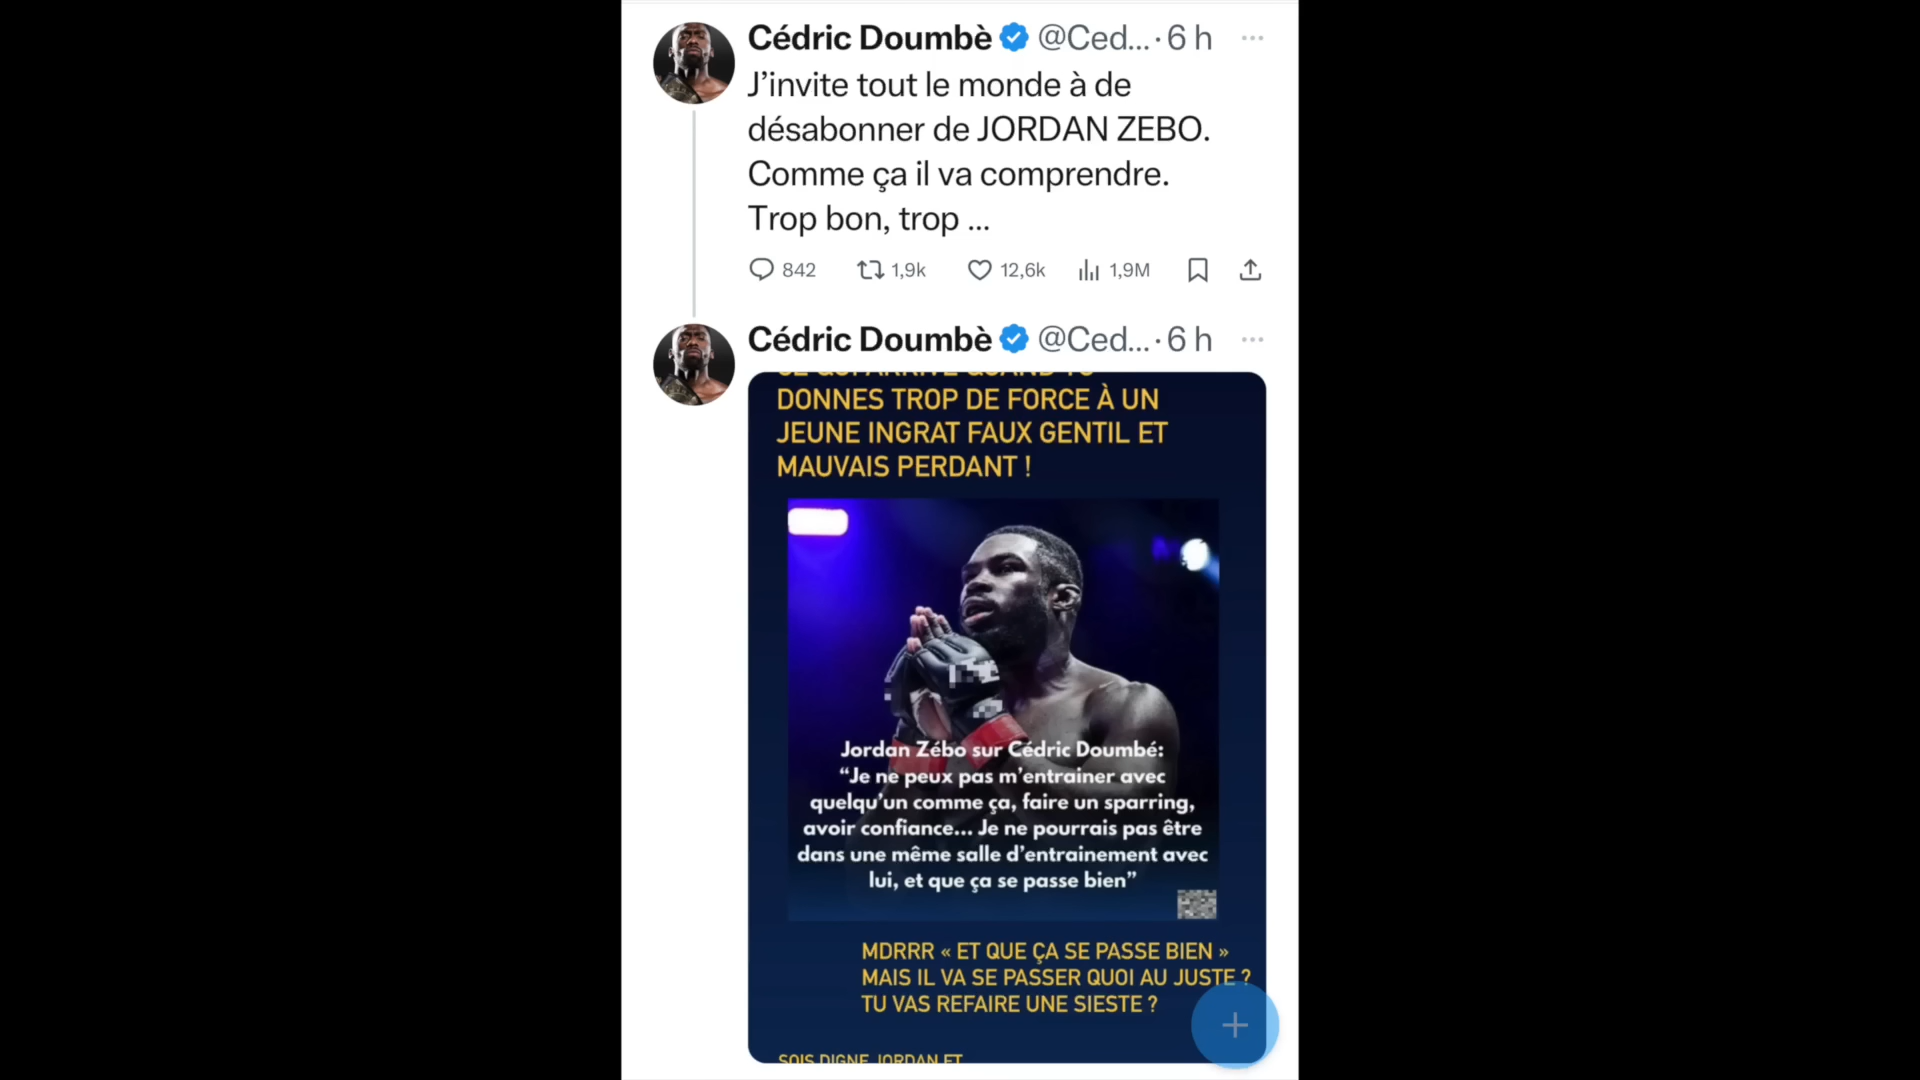 Cédric Doumbè @Ced... · 6 h
J’invite tout le monde à de
désabonner de JORDAN ZEBO.
Comme ça il va comprendre.
Trop bon, trop ...
842 1,9k 12,6k 1,9M
Cédric Doumbè @Ced... · 6 h
CE QUI ARRIVE QUAND TU
DONNES TROP DE FORCE À UN
JEUNE INGRAT FAUX GENTIL ET
MAUVAIS PERDANT !
Jordan Zébo sur Cédric Doumbé:
“Je ne peux pas m’entrainer avec
quelqu’un comme ça, faire un sparring,
avoir confiance... Je ne pourrais pas être
dans une même salle d’entrainement avec
lui, et que ça se passe bien”
MDRRR « ET QUE ÇA SE PASSE BIEN »
MAIS IL VA SE PASSER QUOI AU JUSTE ?
TU VAS REFAIRE UNE SIESTE ?
SOIS DIGNE JORDAN ET